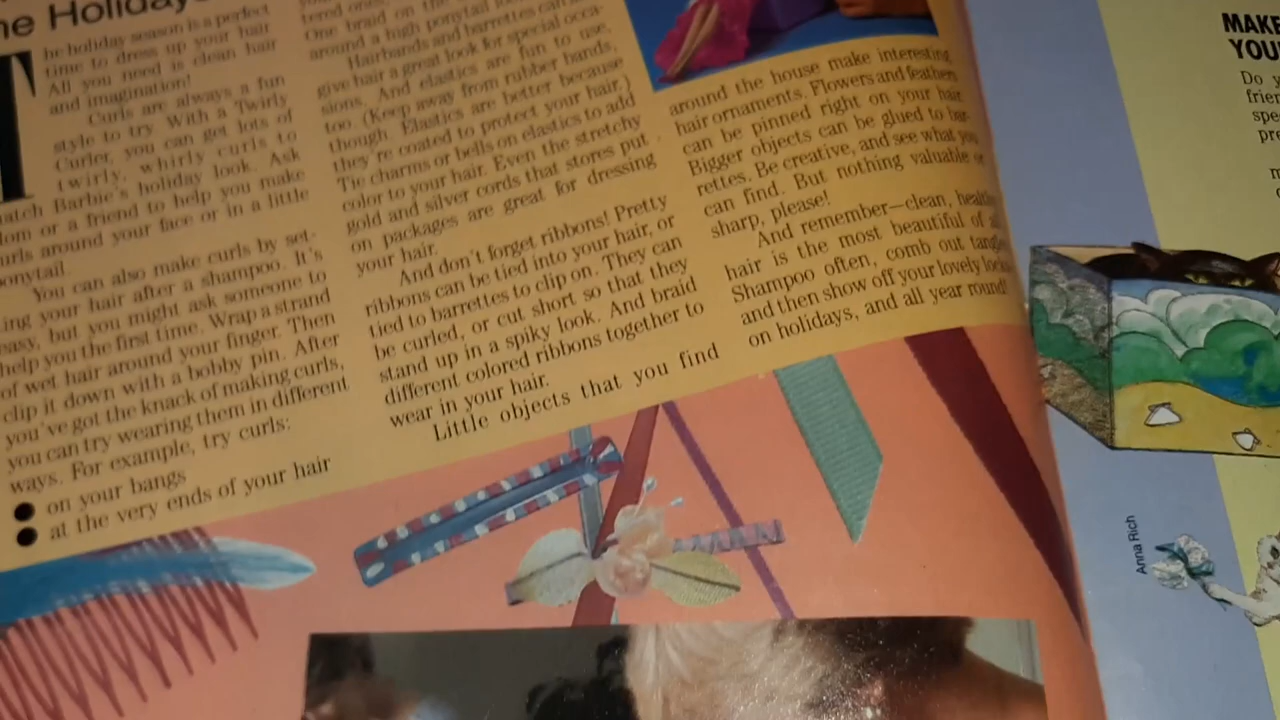 he Holidays
The holiday season is a perfect
time to dress up your hair
All you need is clean hair
and imagination!
Curls are always a fun
style to try. With a Twirly
Curler, you can get lots of
twirly, whirly curls to
match Barbie's holiday look. Ask
Mom or a friend to help you make
curls around your face or in a little
ponytail.
You can also make curls by set-
ting your hair after a shampoo. It's
easy, but you might ask someone to
help you the first time. Wrap a strand
of wet hair around your finger. Then
clip it down with a bobby pin. After
you've got the knack of making curls,
you can try wearing them in different
ways. For example, try curls:
● on your bangs
● at the very ends of your hair
tered ones.
One braid on the
around a high ponytail
Hairbands and barrettes can
give hair a great look for special occa-
sions. And elastics are fun to use,
too. (Keep away from rubber bands,
though. Elastics are better because
they're coated to protect your hair.)
Tie charms or bells on elastics to add
color to your hair. Even the stretchy
gold and silver cords that stores put
on packages are great for dressing
your hair.
And don't forget ribbons! Pretty
ribbons can be tied into your hair, or
tied to barrettes to clip on. They can
be curled, or cut short so that they
stand up in a spiky look. And braid
different colored ribbons together to
wear in your hair.
Little objects that you find
around the house make interesting
hair ornaments. Flowers and feathers
can be pinned right on your hair.
Bigger objects can be glued to bar-
rettes. Be creative, and see what you
can find. But nothing valuable or
sharp, please!
And remember—clean, healthy
hair is the most beautiful of all.
Shampoo often, comb out tangles
and then show off your lovely locks
on holidays, and all year round!
MAKE
YOU
Do y
frien
spe
pr
m
Anna Rich